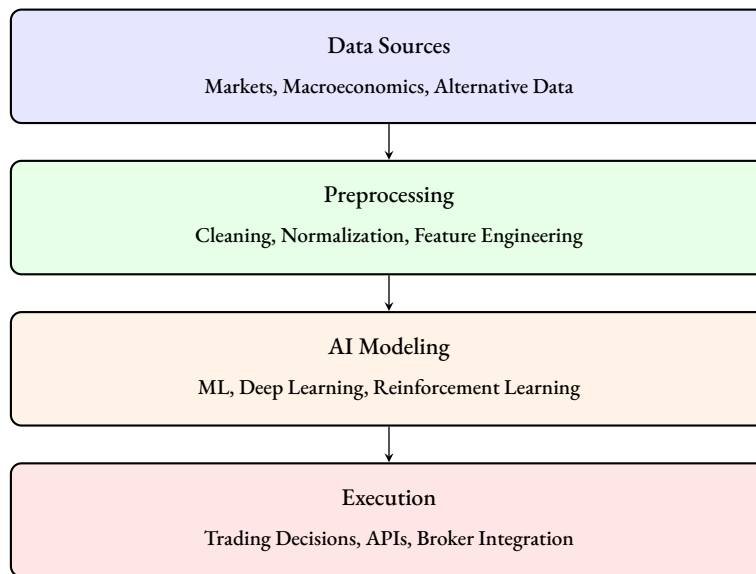 Data Sources
Markets, Macroeconomics, Alternative Data
Preprocessing
Cleaning, Normalization, Feature Engineering
AI Modeling
ML, Deep Learning, Reinforcement Learning
Execution
Trading Decisions, APIs, Broker Integration